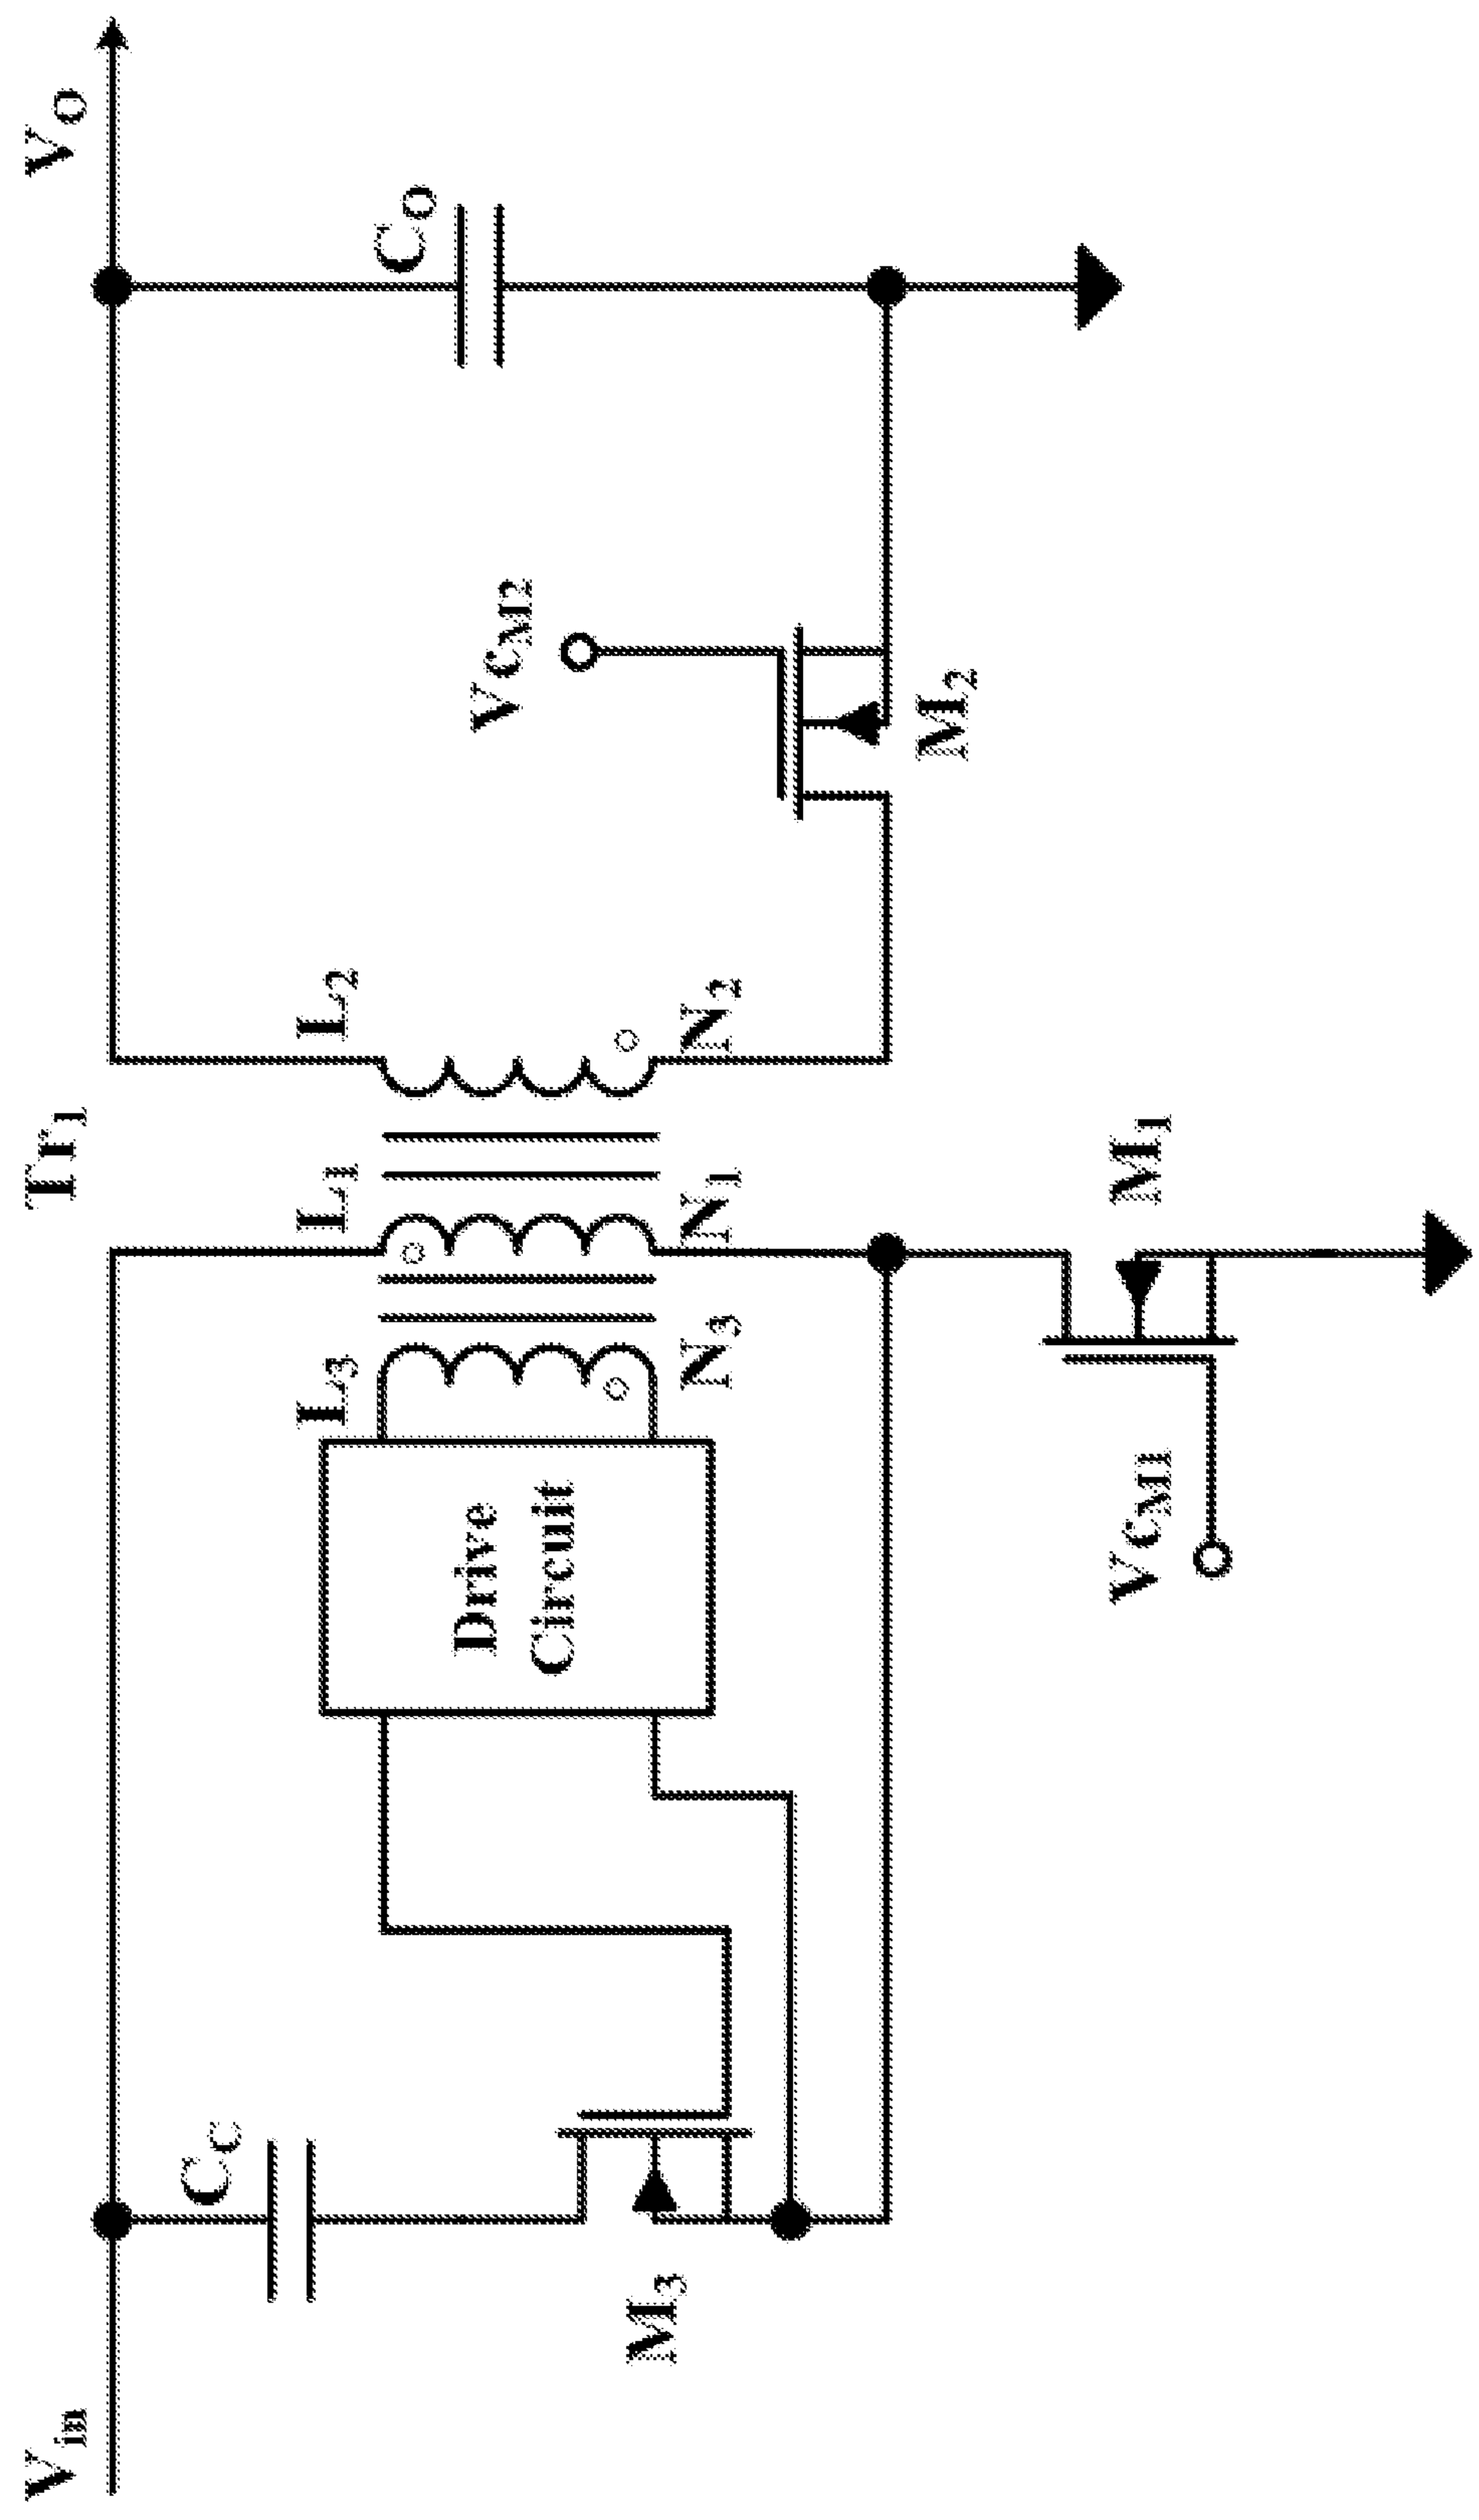 Vin
Cc
M3
Drive
Circuit
L3
N3
Tr1
L1
N1
L2
N2
VcM1
M1
VcM2
M2
Co
Vo